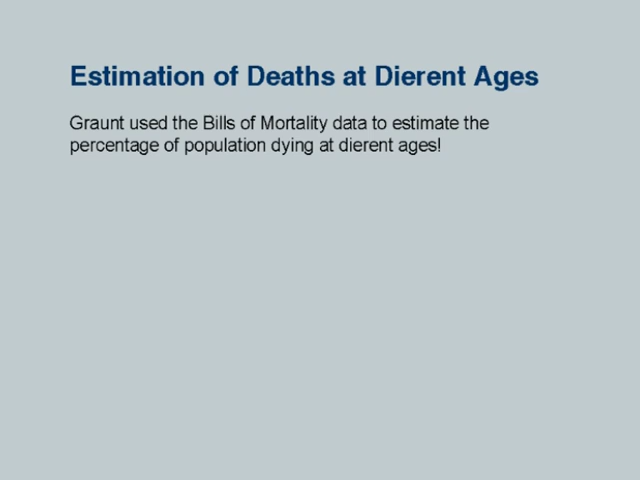 Estimation of Deaths at Dierent Ages
Graunt used the Bills of Mortality data to estimate the
percentage of population dying at dierent ages!